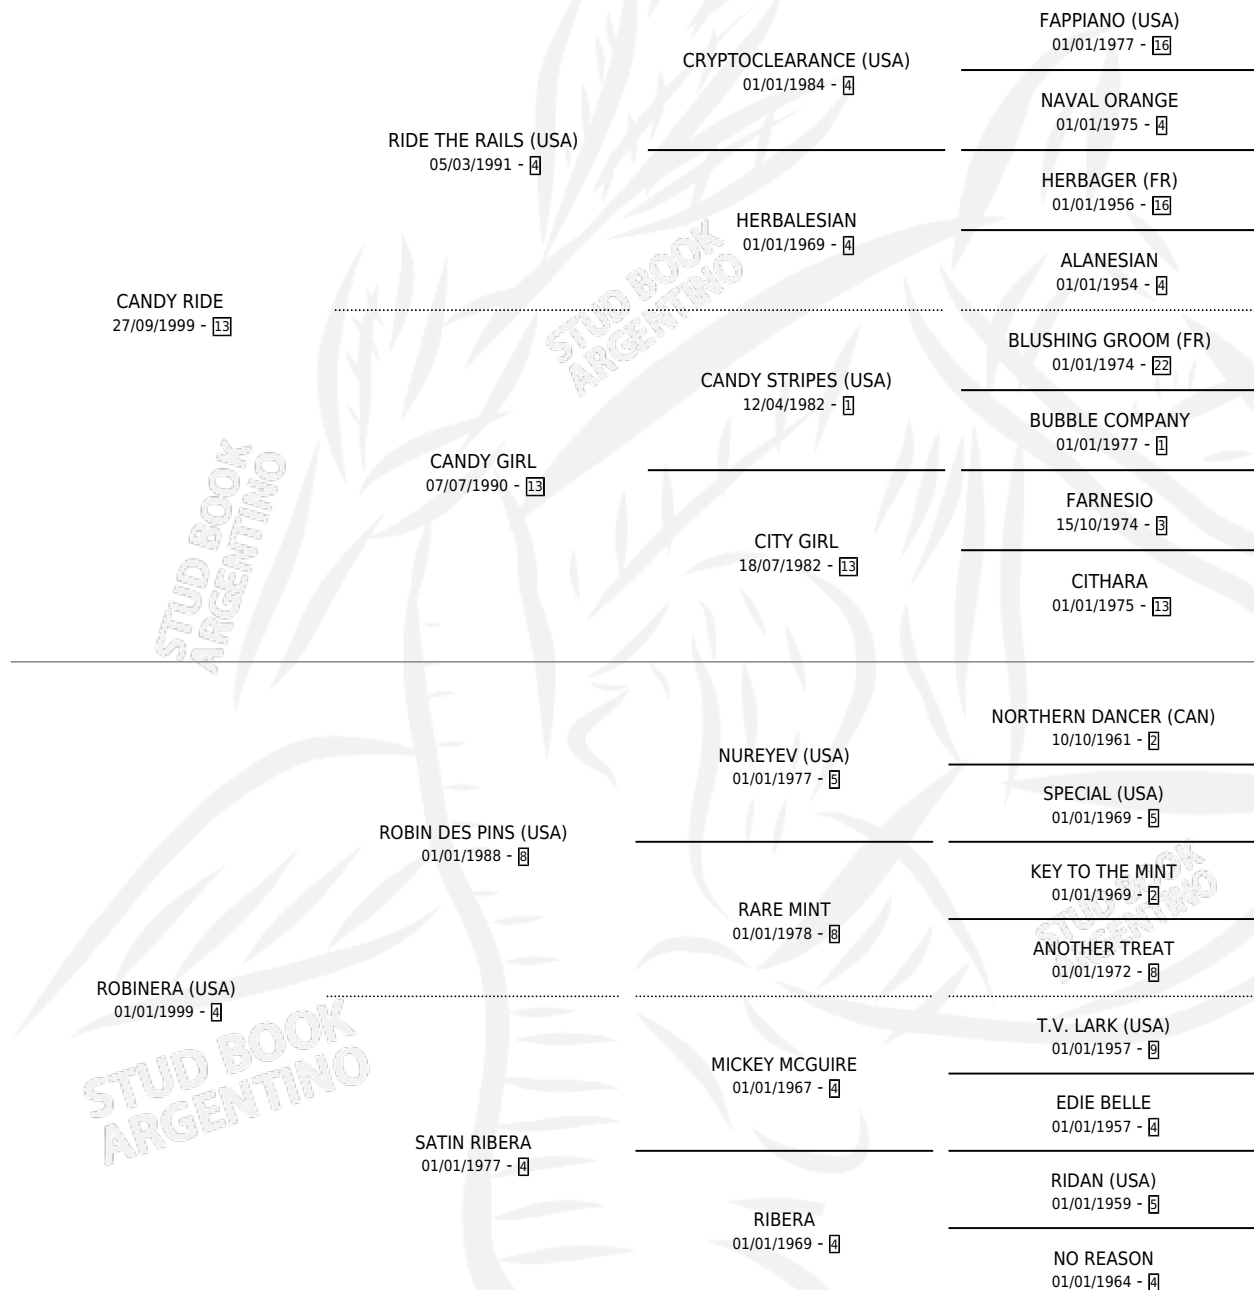 FAPPIANO (USA)
01/01/1977 - 16
CRYPTOCLEARANCE (USA)
01/01/1984 - 4
NAVAL ORANGE
01/01/1975 - 4
RIDE THE RAILS (USA)
05/03/1991 - 4
HERBAGER (FR)
01/01/1956 - 16
HERBALESIAN
01/01/1969 - 4
ALANESIAN
01/01/1954 - 4
CANDY RIDE
27/09/1999 - 13
BLUSHING GROOM (FR)
01/01/1974 - 22
CANDY STRIPES (USA)
12/04/1982 - 1
BUBBLE COMPANY
01/01/1977 - 1
CANDY GIRL
07/07/1990 - 13
FARNESIO
15/10/1974 - 3
CITY GIRL
18/07/1982 - 13
CITHARA
01/01/1975 - 13
NORTHERN DANCER (CAN)
10/10/1961 - 2
NUREYEV (USA)
01/01/1977 - 5
SPECIAL (USA)
01/01/1969 - 5
ROBIN DES PINS (USA)
01/01/1988 - 8
KEY TO THE MINT
01/01/1969 - 2
RARE MINT
01/01/1978 - 8
ANOTHER TREAT
01/01/1972 - 8
ROBINERA (USA)
01/01/1999 - 4
T.V. LARK (USA)
01/01/1957 - 9
MICKEY MCGUIRE
01/01/1967 - 4
EDIE BELLE
01/01/1957 - 4
SATIN RIBERA
01/01/1977 - 4
RIDAN (USA)
01/01/1959 - 5
RIBERA
01/01/1969 - 4
NO REASON
01/01/1964 - 4
STUD BOOK
ARGENTINO
STUD BOOK
ARGENTINO
STUD BOOK
ARGENTINO
STUD BOOK
ARGENTINO